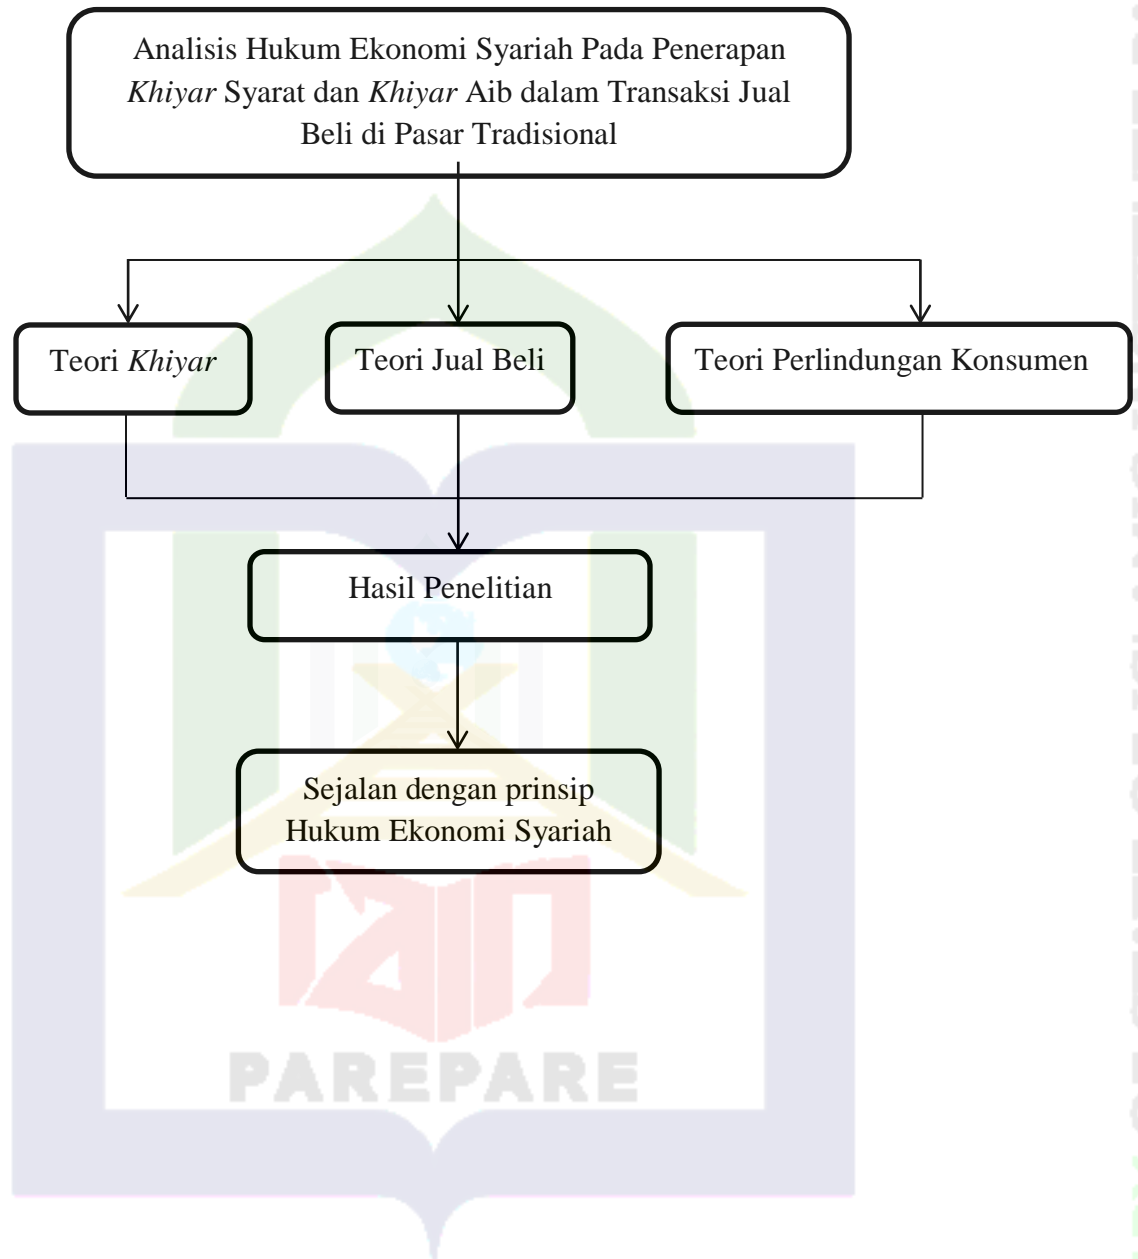 Analisis Hukum Ekonomi Syariah Pada Penerapan
Khiyar Syarat dan Khiyar Aib dalam Transaksi Jual
Beli di Pasar Tradisional
Teori Khiyar
Teori Jual Beli
Teori Perlindungan Konsumen
Hasil Penelitian
Sejalan dengan prinsip
Hukum Ekonomi Syariah
PAREPARE